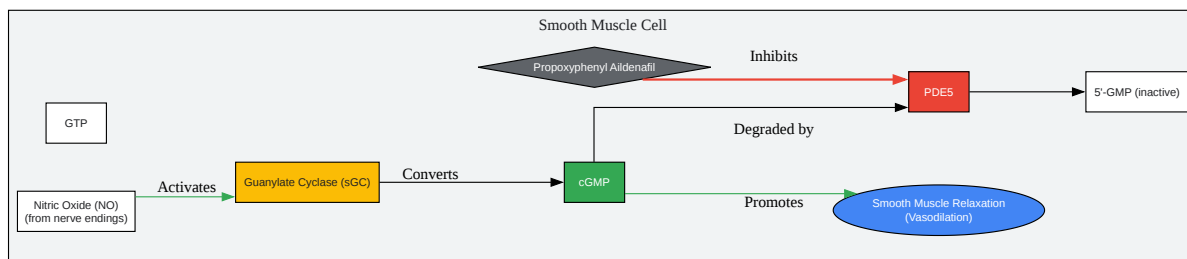 Smooth Muscle Cell
Propoxyphenyl Aildenafil
Inhibits
PDE5
5'-GMP (inactive)
GTP
Degraded by
Guanylate Cyclase (sGC)
Converts
cGMP
Activates
Nitric Oxide (NO)
(from nerve endings)
Promotes
Smooth Muscle Relaxation
(Vasodilation)